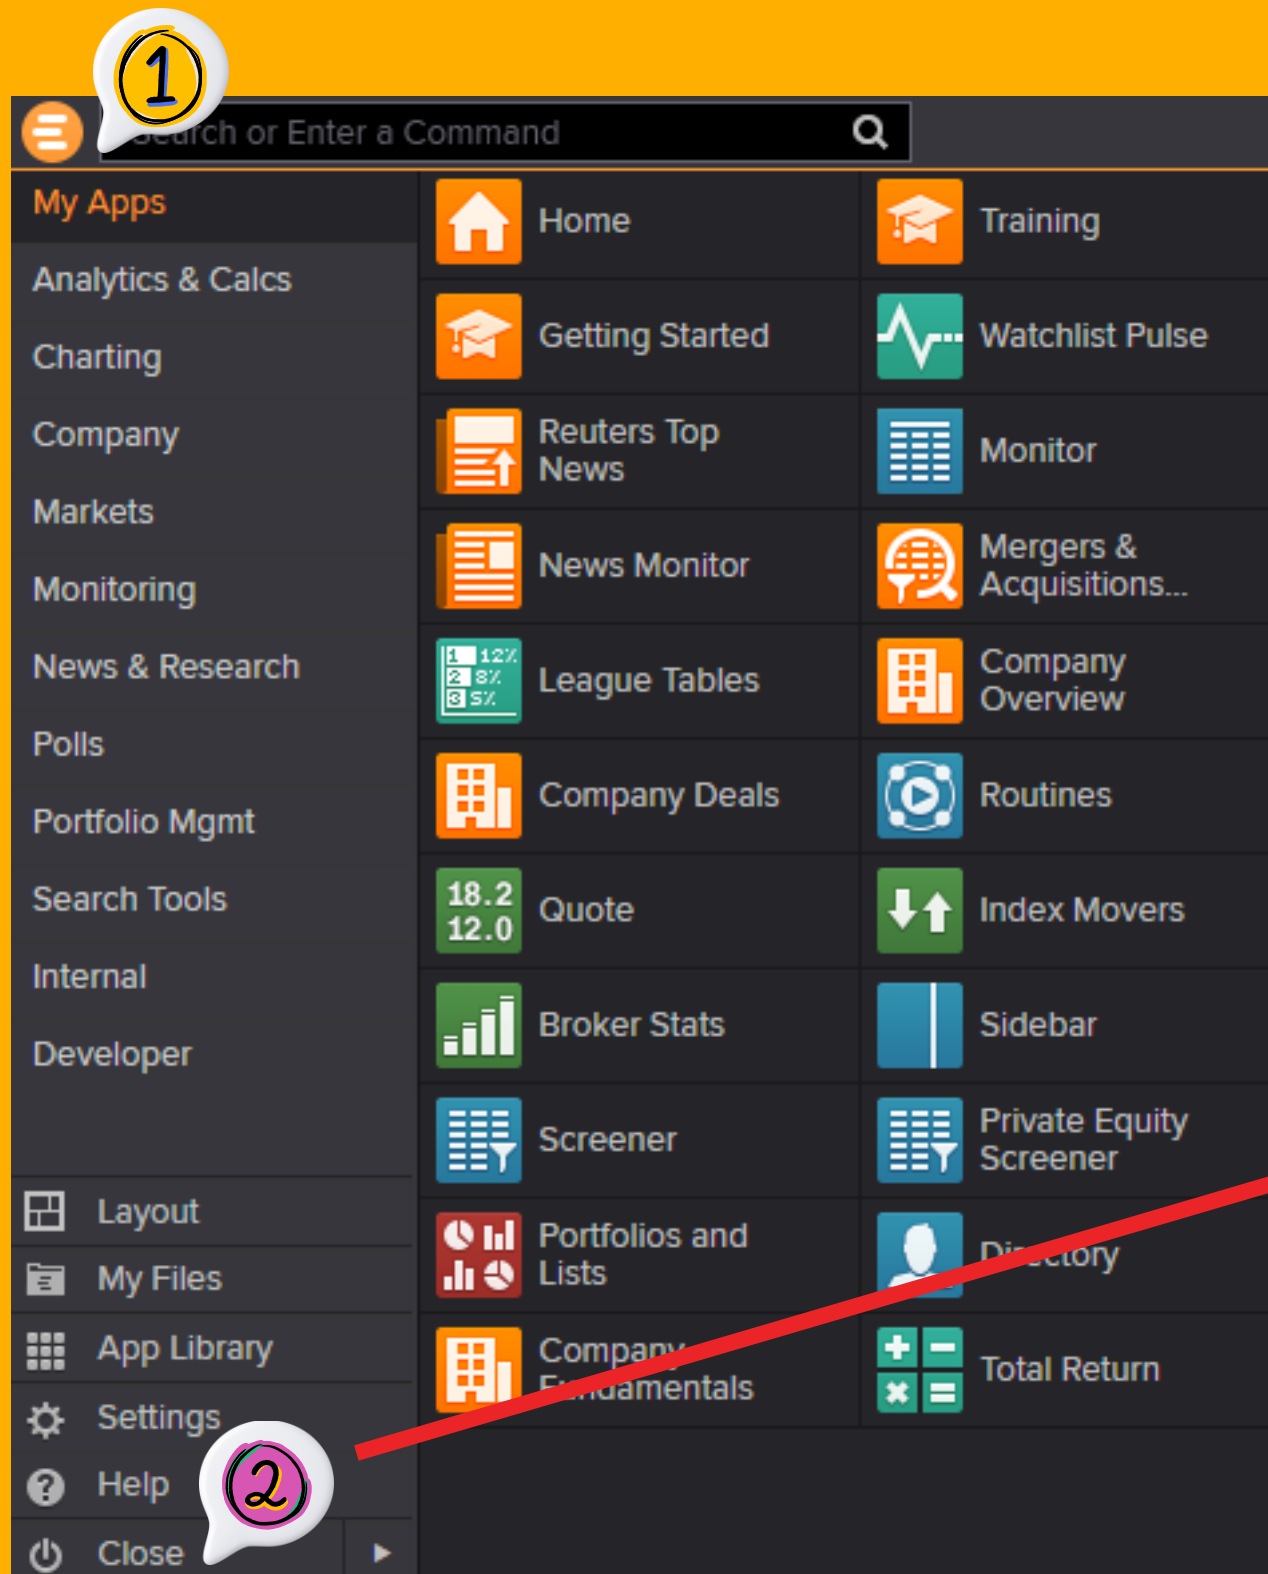 1
Search or Enter a Command
My Apps
Analytics & Calcs
Charting
Company
Markets
Monitoring
News & Research
Polls
Portfolio Mgmt
Search Tools
Internal
Developer
Layout
My Files
App Library
Settings
Help
2
Close
Home
Training
Getting Started
Watchlist Pulse
Reuters Top
News
Monitor
News Monitor
Mergers &
Acquisitions...
1 12%
2 8%
3 5%
League Tables
Company
Overview
Company Deals
Routines
18.2
12.0
Quote
Index Movers
Broker Stats
Sidebar
Screener
Private Equity
Screener
Portfolios and
Lists
Directory
Company
Fundamentals
Total Return